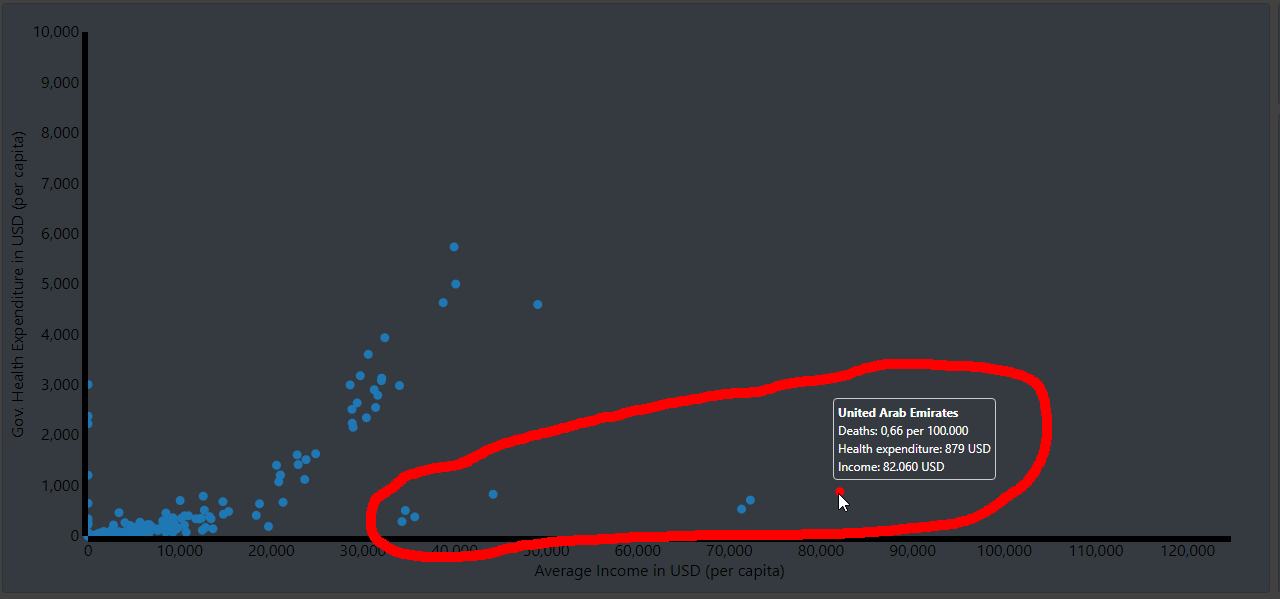 10,000
9,000
8,000
7,000
6,000
5,000
4,000
3,000
2,000
1,000
0
Gov. Health Expenditure in USD (per capita)
United Arab Emirates
Deaths: 0,66 per 100.000
Health expenditure: 879 USD
Income: 82.060 USD
0 10,000 20,000 30,000 40,000 50,000 60,000 70,000 80,000 90,000 100,000 110,000 120,000
Average Income in USD (per capita)